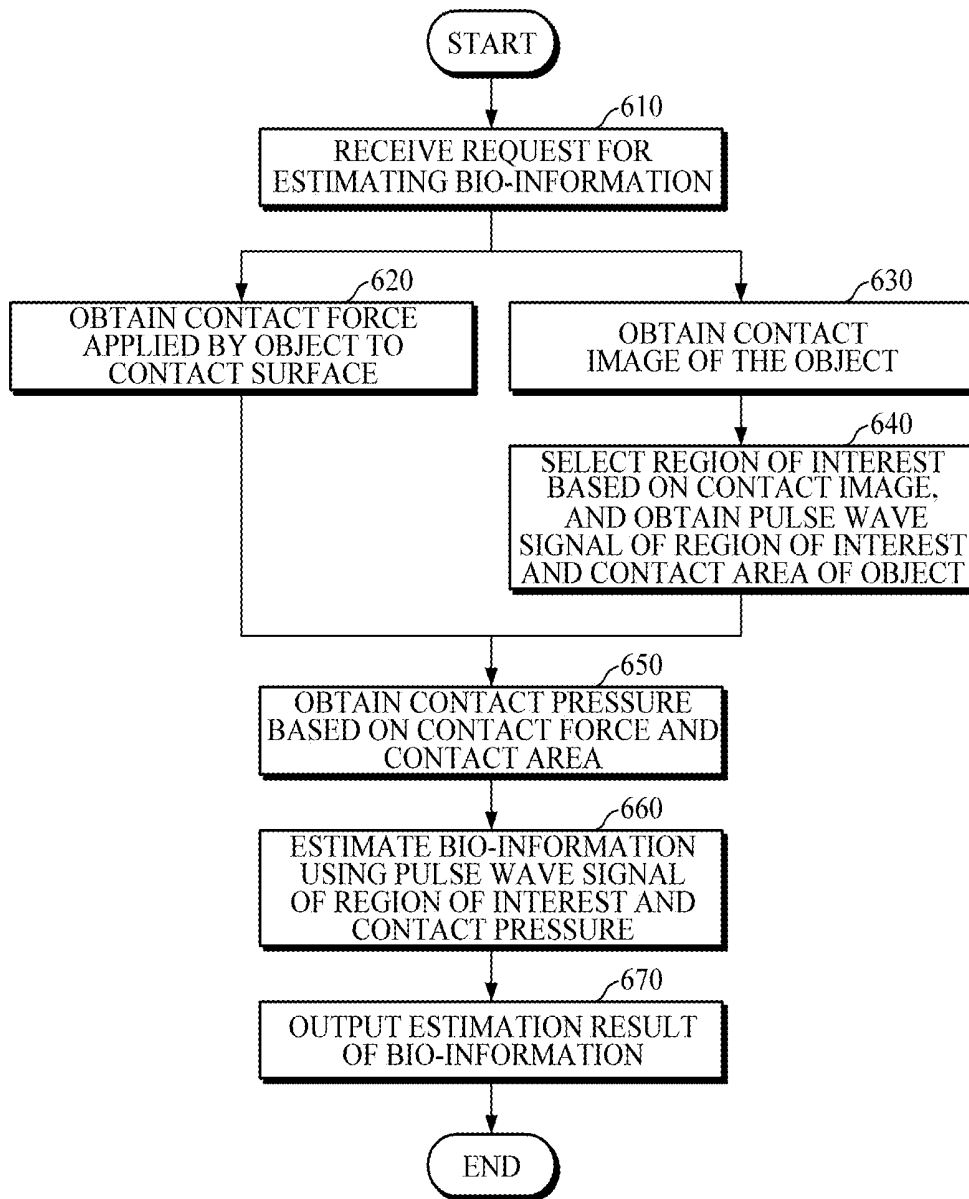 START
610
RECEIVE REQUEST FOR
ESTIMATING BIO-INFORMATION
620
OBTAIN CONTACT FORCE
APPLIED BY OBJECT TO
CONTACT SURFACE
630
OBTAIN CONTACT
IMAGE OF THE OBJECT
640
SELECT REGION OF INTEREST
BASED ON CONTACT IMAGE,
AND OBTAIN PULSE WAVE
SIGNAL OF REGION OF INTEREST
AND CONTACT AREA OF OBJECT
650
OBTAIN CONTACT PRESSURE
BASED ON CONTACT FORCE AND
CONTACT AREA
660
ESTIMATE BIO-INFORMATION
USING PULSE WAVE SIGNAL
OF REGION OF INTEREST AND
CONTACT PRESSURE
670
OUTPUT ESTIMATION RESULT
OF BIO-INFORMATION
END